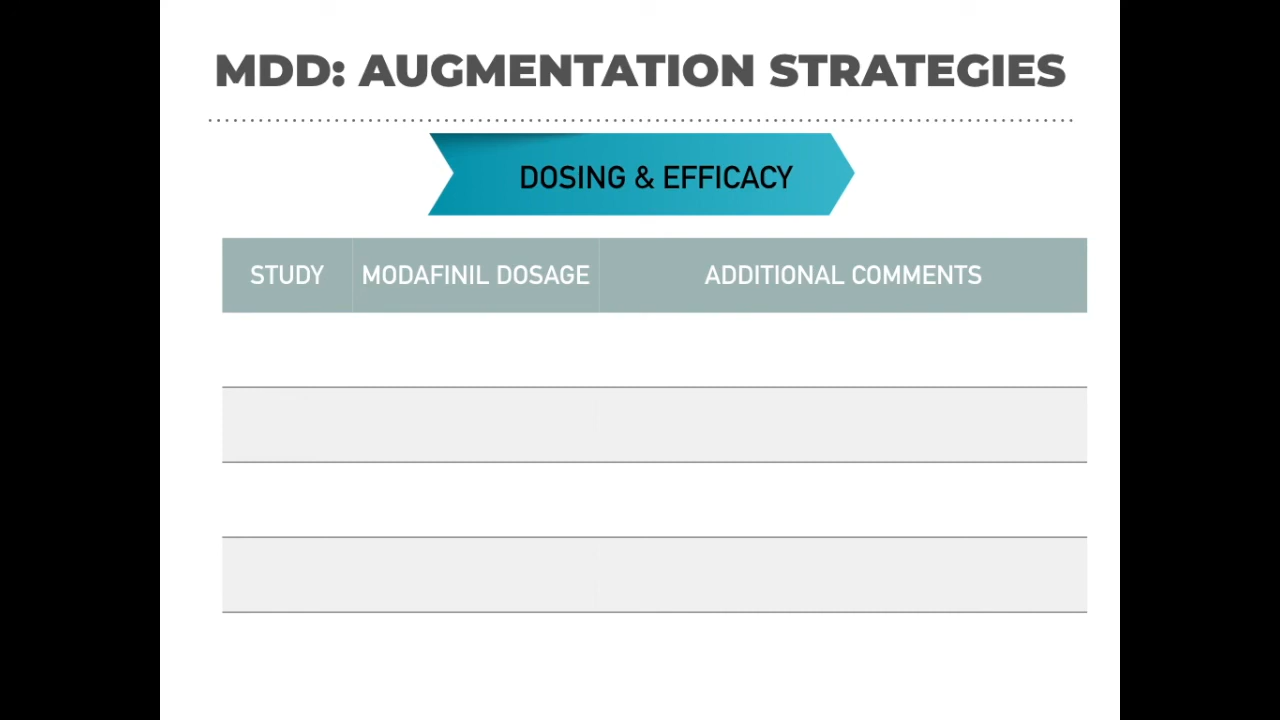 MDD: AUGMENTATION STRATEGIES
DOSING & EFFICACY
STUDY MODAFINIL DOSAGE ADDITIONAL COMMENTS